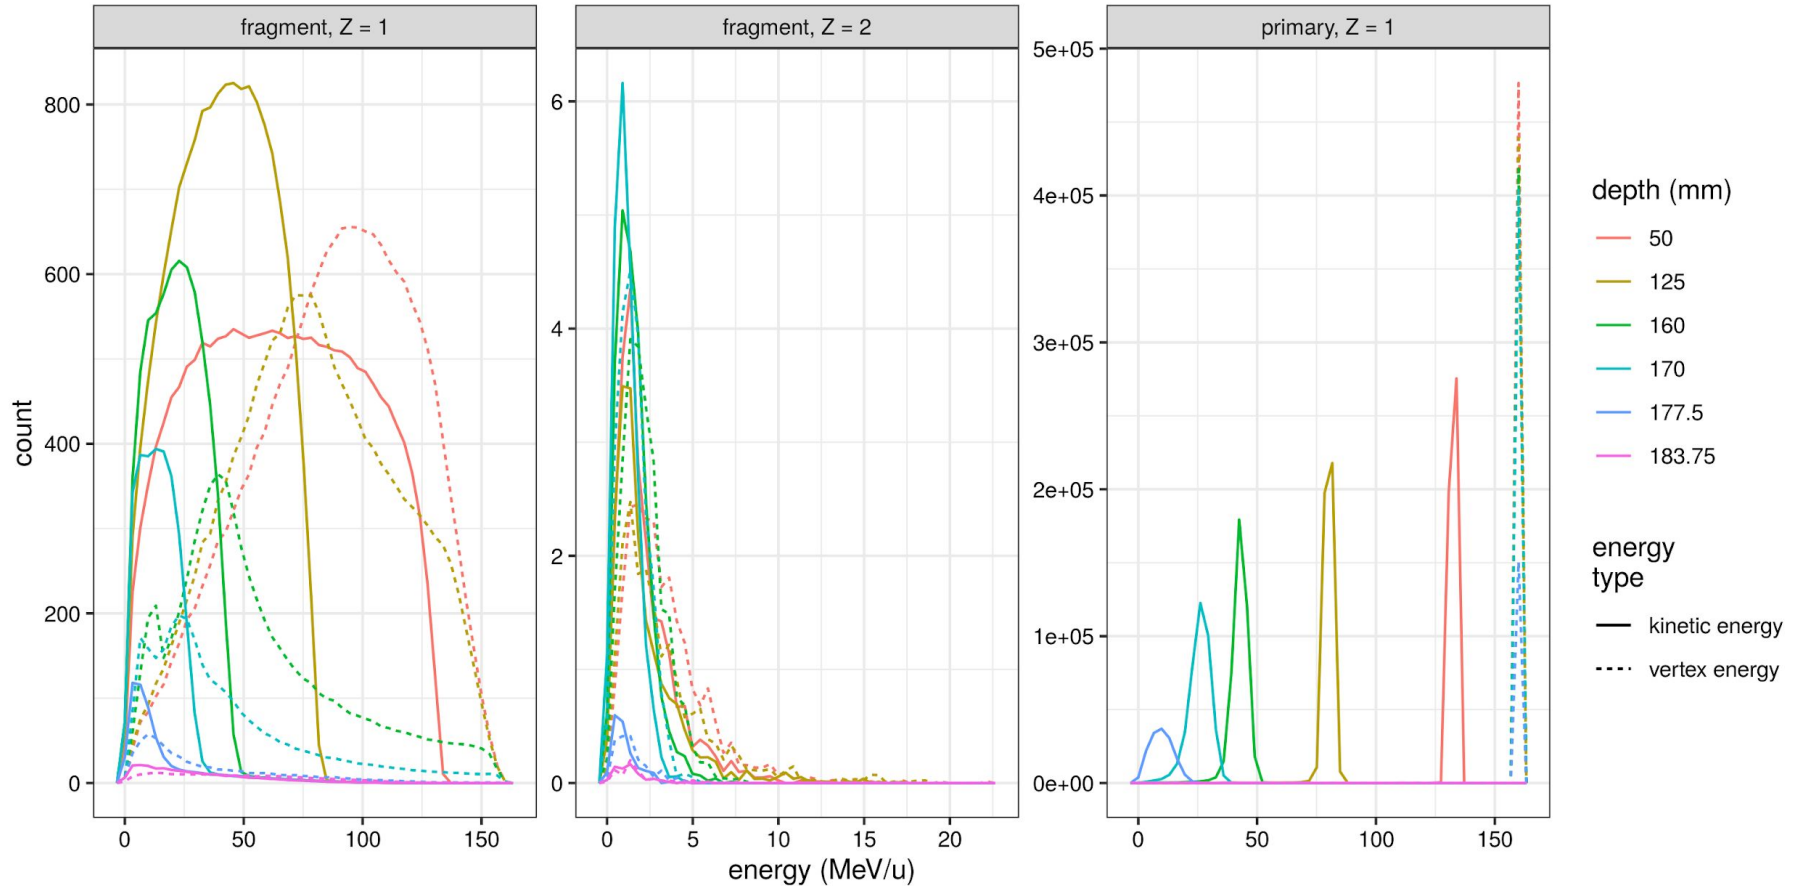 fragment, Z = 1
fragment, Z = 2
primary, Z = 1
count
800
600
400
200
0
6
4
2
0
5e+05
4e+05
3e+05
2e+05
1e+05
0e+00
0 50 100 150
0 5 10 15 20
0 50 100 150
energy (MeV/u)
depth (mm)
50
125
160
170
177.5
183.75
energy
type
kinetic energy
vertex energy